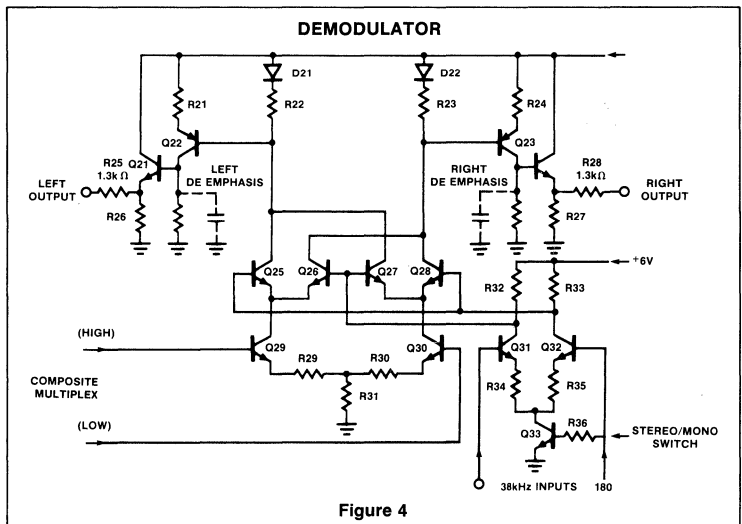 DEMODULATOR
D21
D22
R21
R22
R23
R24
Q22
Q23
R25
1.3kΩ
Q21
LEFT
DE EMPHASIS
RIGHT
DE EMPHASIS
R28
1.3kΩ
LEFT
OUTPUT
RIGHT
OUTPUT
R26
R27
+6V
Q25
Q26
Q27
Q28
R32
R33
(HIGH)
Q29
Q30
Q31
Q32
R29
R30
COMPOSITE
MULTIPLEX
R31
R34
R35
(LOW)
Q33
R36
STEREO/MONO
SWITCH
38kHz INPUTS
180
Figure 4